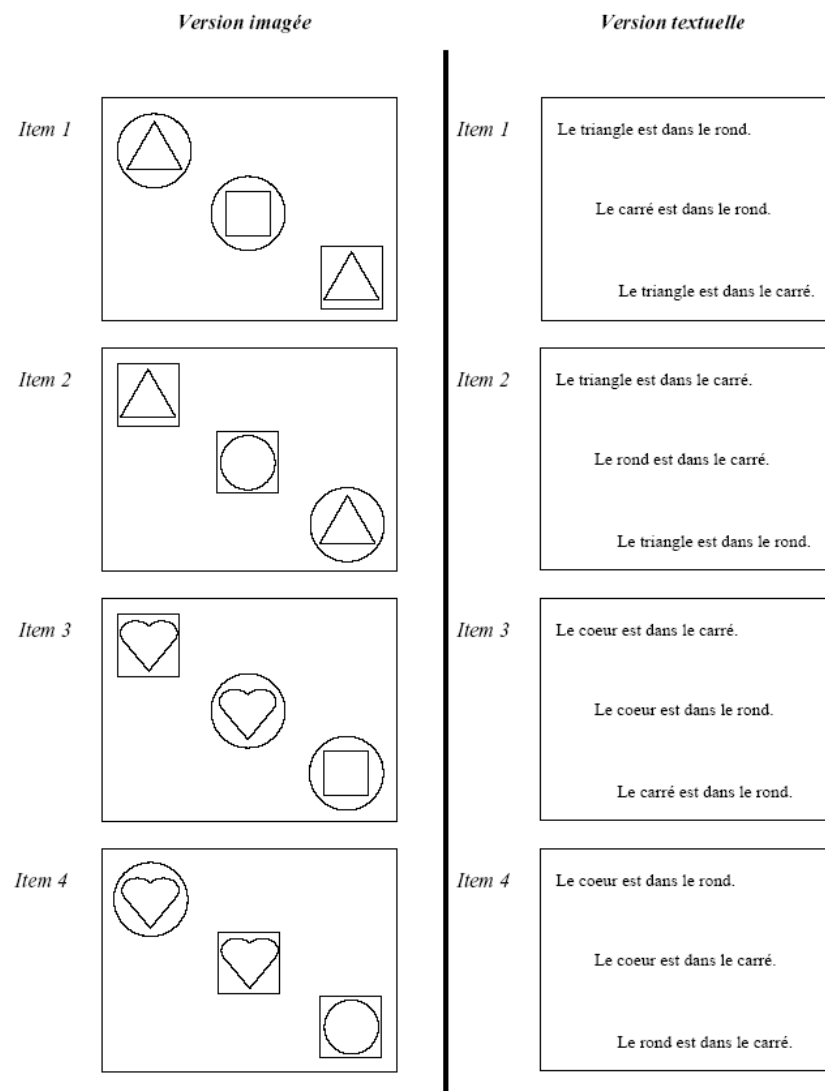 Version imagée
Version textuelle
Item 1
Item 1
Le triangle est dans le rond.
Le carré est dans le rond.
Le triangle est dans le carré.
Item 2
Item 2
Le triangle est dans le carré.
Le rond est dans le carré.
Le triangle est dans le rond.
Item 3
Item 3
Le coeur est dans le carré.
Le coeur est dans le rond.
Le carré est dans le rond.
Item 4
Item 4
Le coeur est dans le rond.
Le coeur est dans le carré.
Le rond est dans le carré.